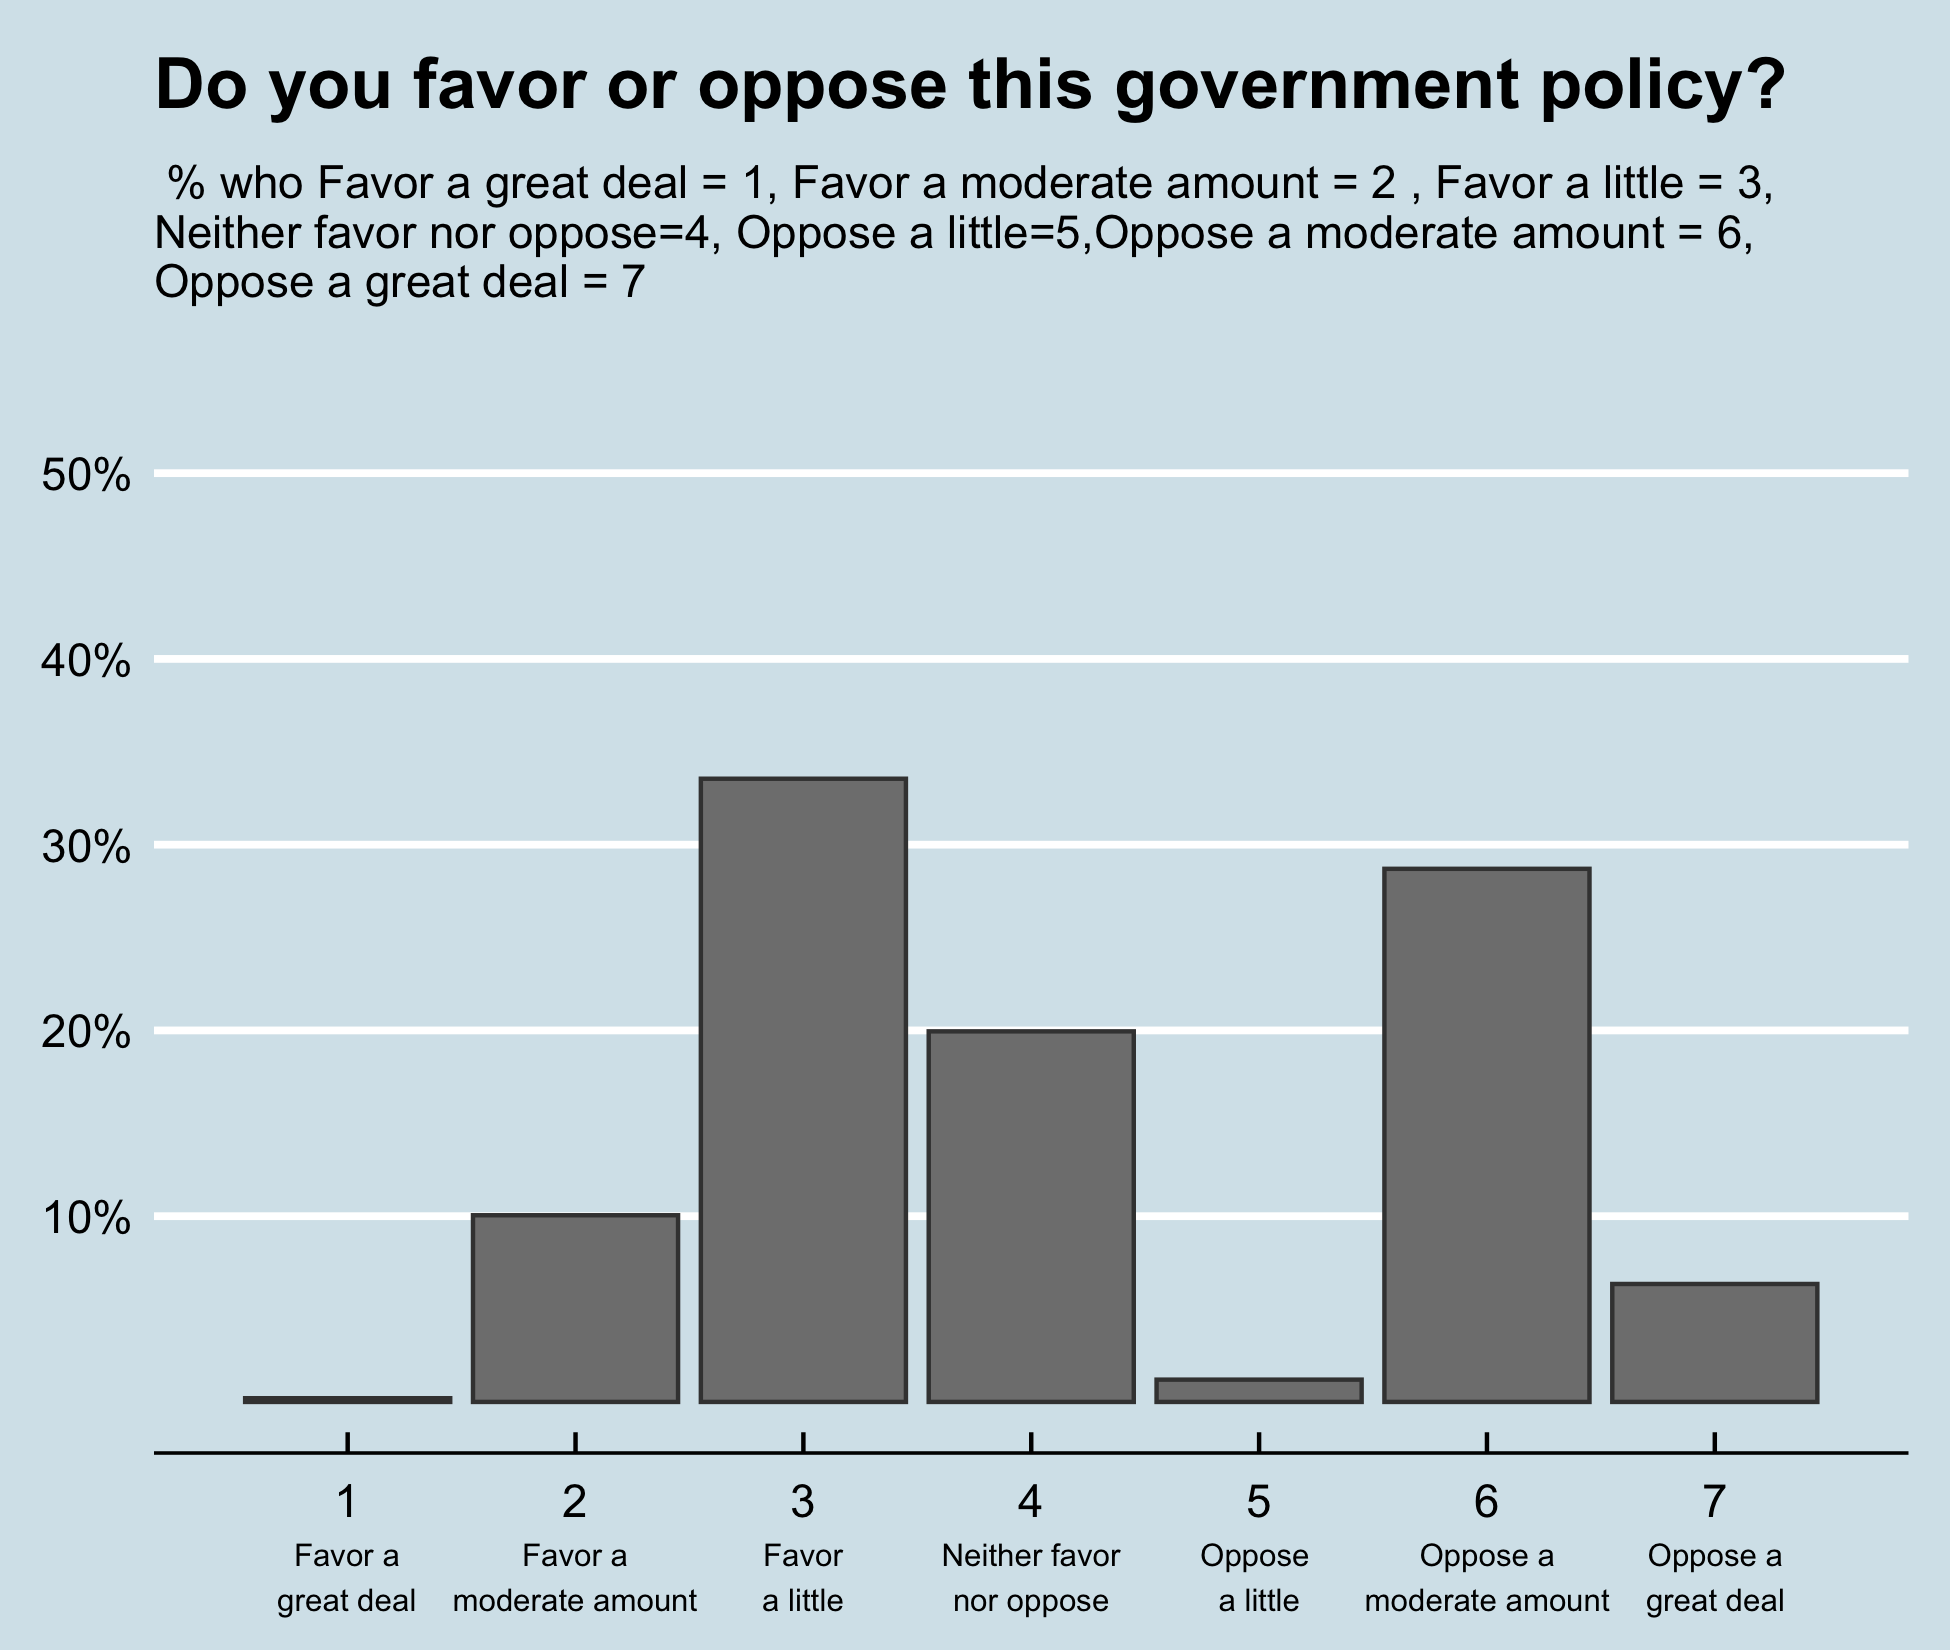 Do you favor or oppose this government policy?
% who Favor a great deal = 1, Favor a moderate amount = 2 , Favor a little = 3,
Neither favor nor oppose=4, Oppose a little=5,Oppose a moderate amount = 6,
Oppose a great deal = 7
50%
40%
30%
20%
10%
1 2 3 4 5 6 7
Favor a Favor a Favor Neither favor Oppose Oppose a Oppose a
great deal moderate amount a little nor oppose a little moderate amount great deal